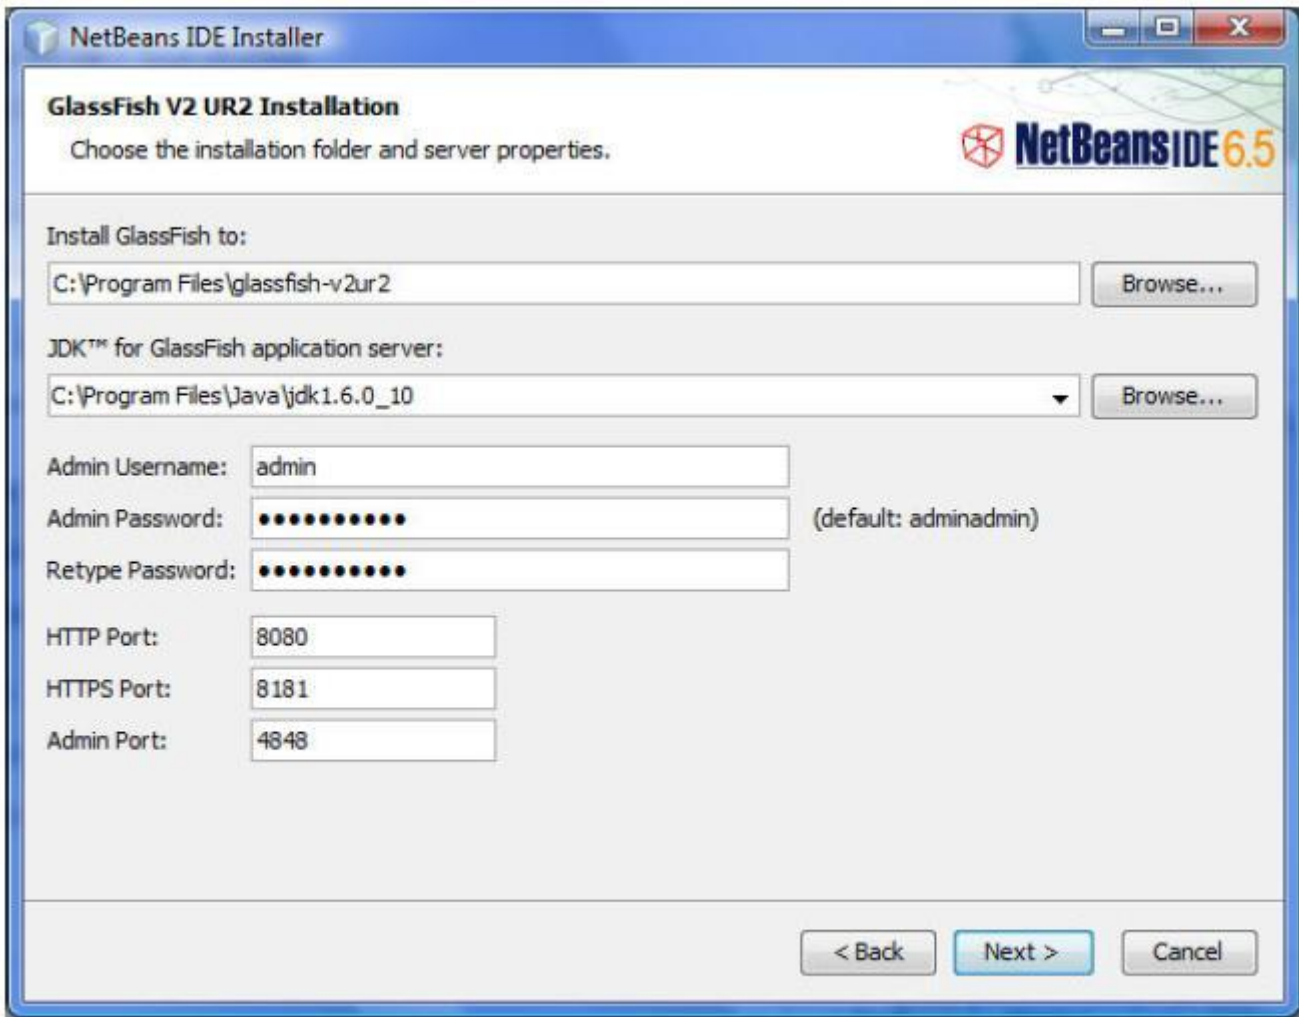 NetBeans IDE Installer
GlassFish V2 UR2 Installation
Choose the installation folder and server properties.
NetBeans IDE 6.5
Install GlassFish to:
C:\Program Files\glassfish-v2ur2
Browse...
JDK™ for GlassFish application server:
C:\Program Files\Java\jdk1.6.0_10
Browse...
Admin Username: admin
Admin Password: ●●●●●●●●●● (default: adminadmin)
Retype Password: ●●●●●●●●●●
HTTP Port: 8080
HTTPS Port: 8181
Admin Port: 4848
< Back Next > Cancel